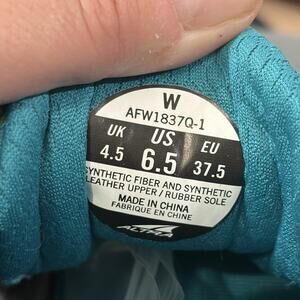 W
AFW1837Q-1
UK US EU
4.5 6.5 37.5
SYNTHETIC FIBER AND SYNTHETIC
LEATHER UPPER / RUBBER SOLE
MADE IN CHINA
FABRIQUE EN CHINE
ALTRA